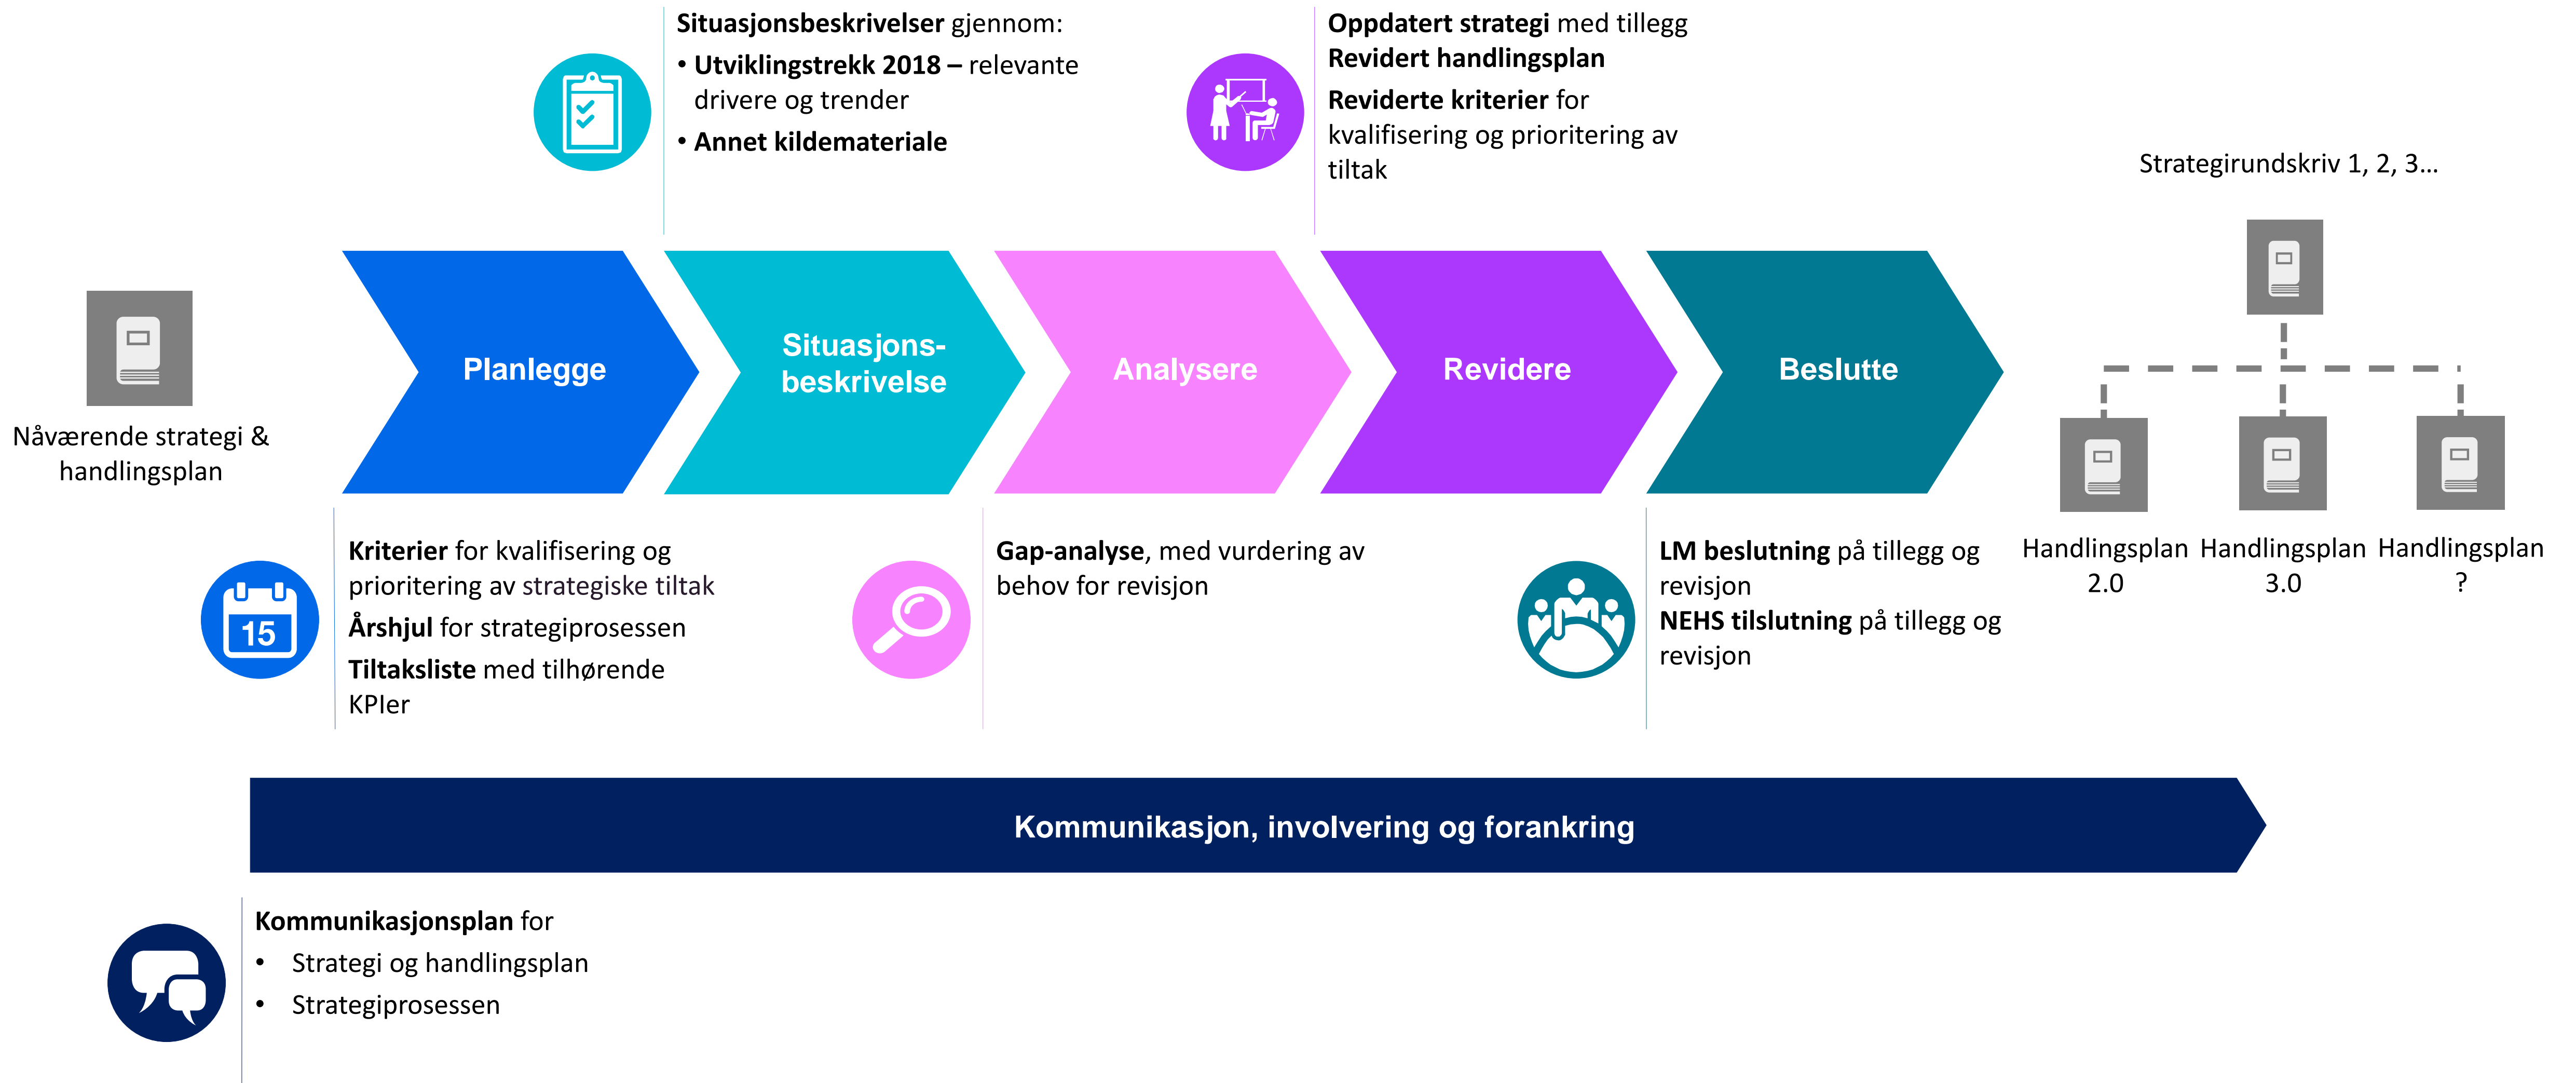 Situasjonsbeskrivelser gjennom:
• Utviklingstrekk 2018 – relevante
drivere og trender
• Annet kildemateriale
Oppdatert strategi med tillegg
Revidert handlingsplan
Reviderte kriterier for
kvalifisering og prioritering av
tiltak
Strategirundskriv 1, 2, 3...
Nåværende strategi &
handlingsplan
Planlegge
Situasjons-
beskrivelse
Analysere
Revidere
Beslutte
Kriterier for kvalifisering og
prioritering av strategiske tiltak
Årshjul for strategiprosessen
Tiltaksliste med tilhørende
KPIer
15
Gap-analyse, med vurdering av
behov for revisjon
LM beslutning på tillegg og
revisjon
NEHS tilslutning på tillegg og
revisjon
Handlingsplan
2.0
Handlingsplan
3.0
Handlingsplan
?
Kommunikasjon, involvering og forankring
Kommunikasjonsplan for
• Strategi og handlingsplan
• Strategiprosessen